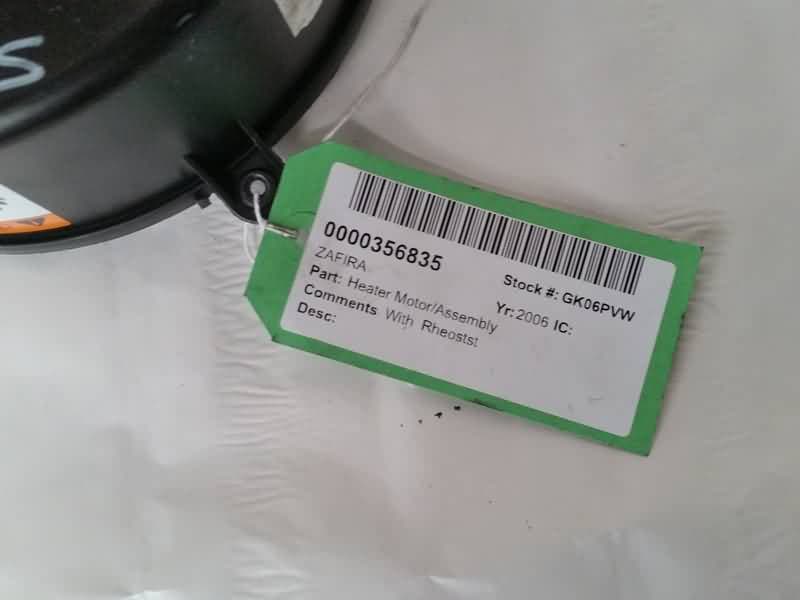 S
0000356835
ZAFIRA
Stock #: GK06PVW
Part: Heater Motor/Assembly
Yr: 2006 IC:
Comments With Rheostst
Desc: